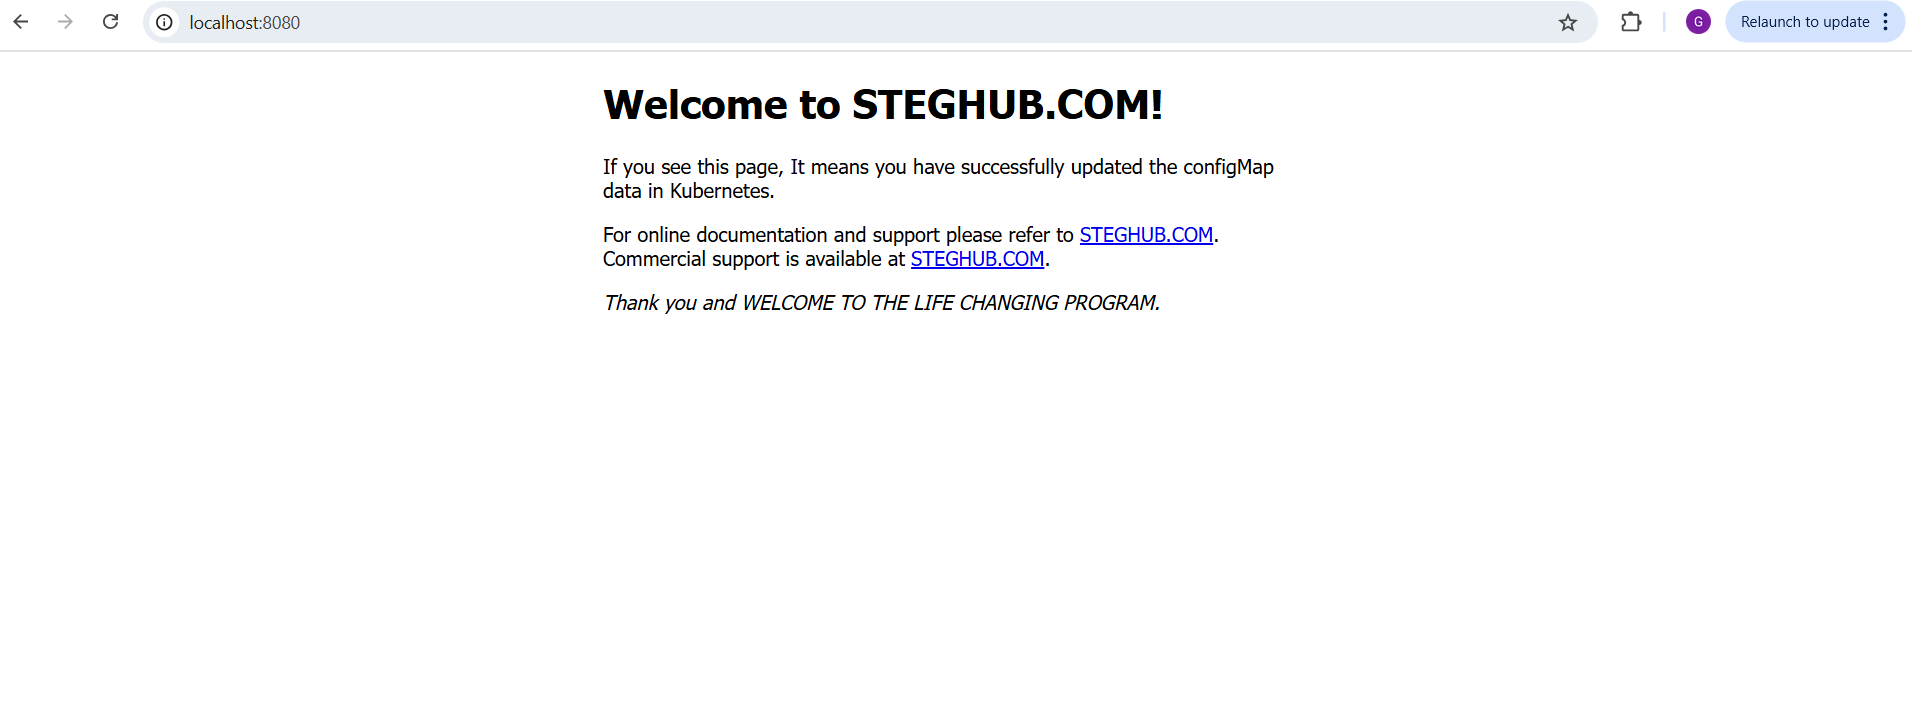 localhost:8080
G
Relaunch to update
Welcome to STEGHUB.COM!
If you see this page, It means you have successfully updated the configMap
data in Kubernetes.
For online documentation and support please refer to STEGHUB.COM.
Commercial support is available at STEGHUB.COM.
Thank you and WELCOME TO THE LIFE CHANGING PROGRAM.